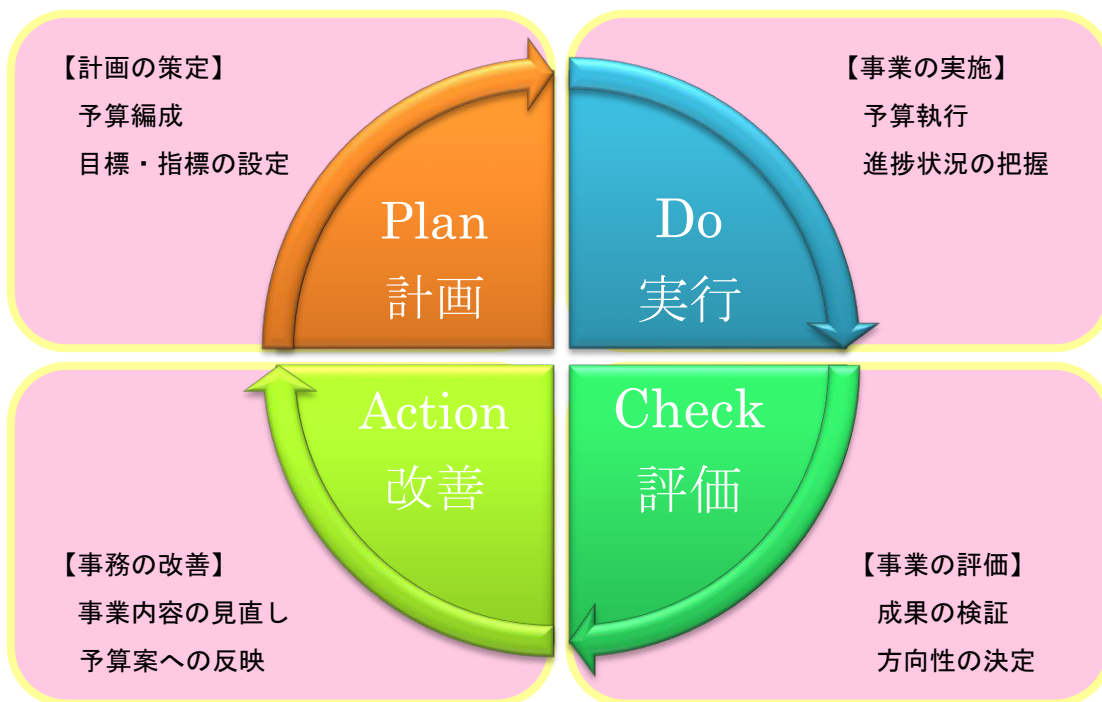 【計画の策定】
予算編成
目標・指標の設定
Plan
計画
【事業の実施】
予算執行
進捗状況の把握
Do
実行
Action
改善
【事務の改善】
事業内容の見直し
予算案への反映
Check
評価
【事業の評価】
成果の検証
方向性の決定